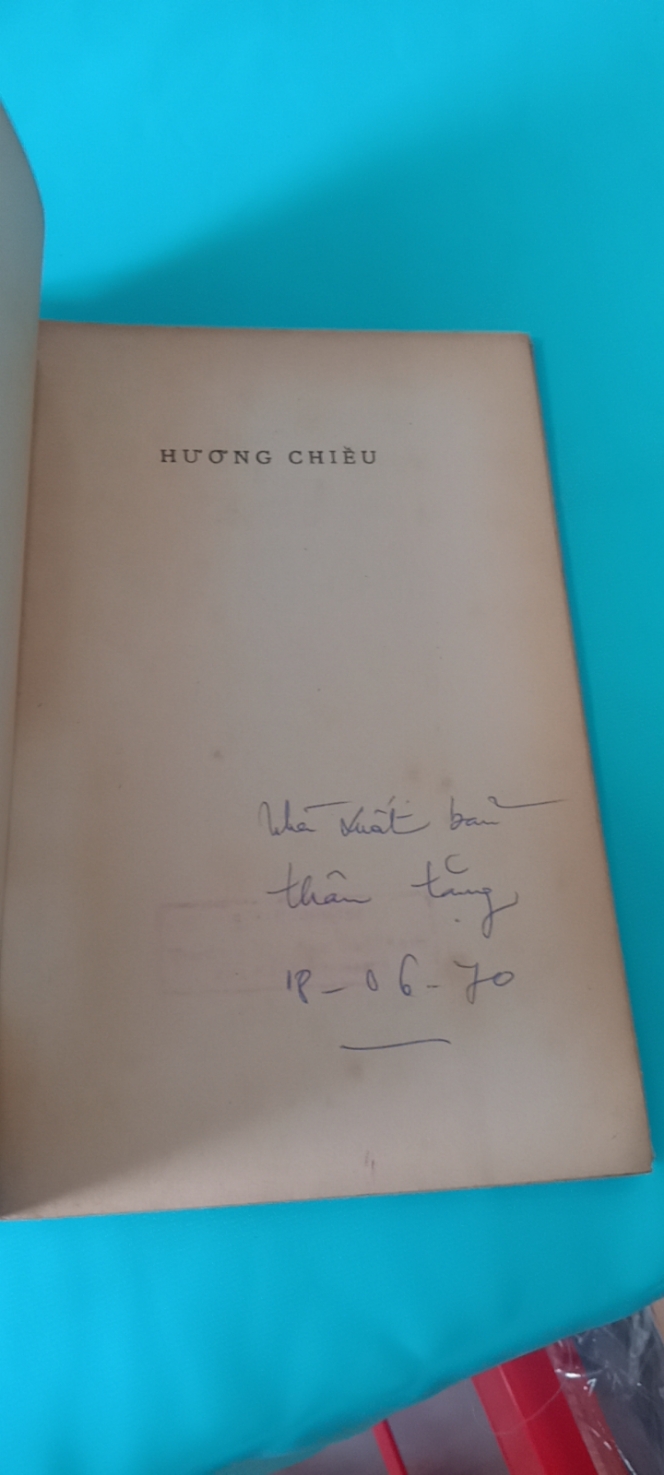 HƯƠNG CHIỀU
Nhà xuất bản
thân tặng
18-06-70